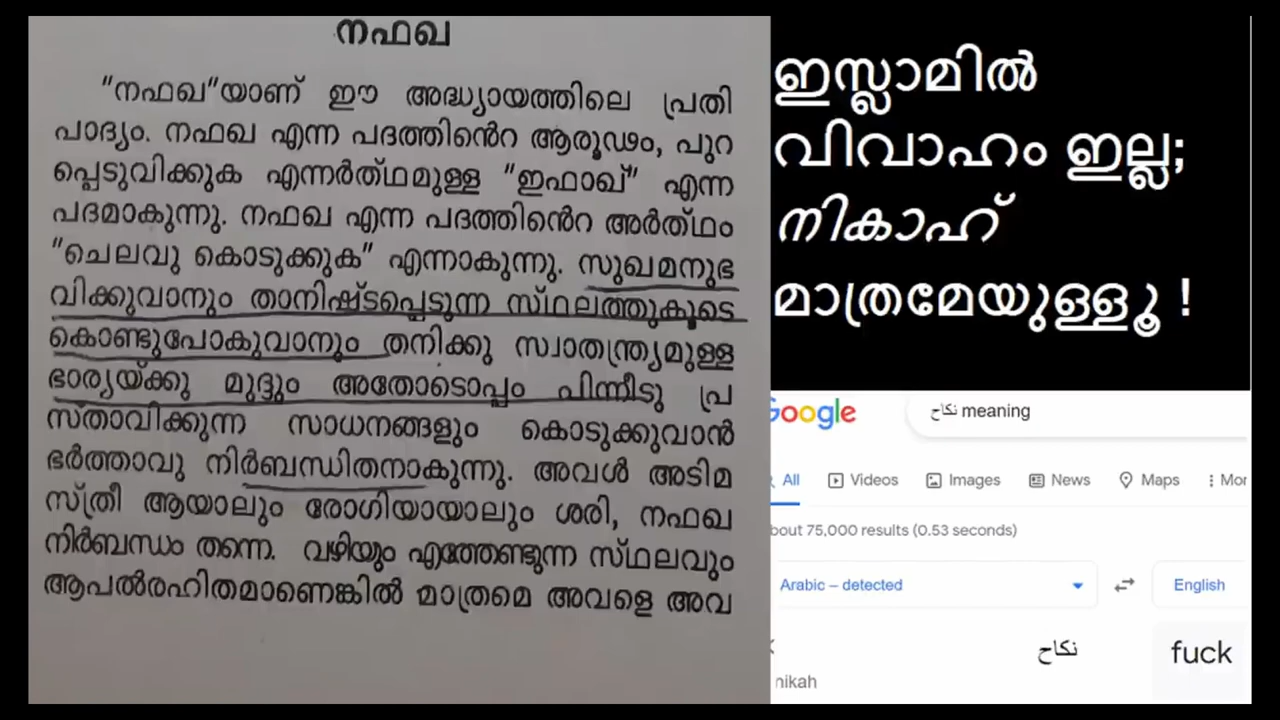 നഫഖ
"നഫഖ"യാണ് ഈ അദ്ധ്യായത്തിലെ പ്രതി
പാദ്യം. നഫഖ എന്ന പദത്തിൻെറ ആരൂഢം, പുറ
പ്പെടുവിക്കുക എന്നർത്ഥമുള്ള "ഇഫാഖ്" എന്ന
പദമാകുന്നു. നഫഖ എന്ന പദത്തിൻെറ അർത്ഥം
"ചെലവു കൊടുക്കുക" എന്നാകുന്നു. സുഖമനുഭ
വിക്കുവാനും താനിഷ്ടപ്പെടുന്ന സ്ഥലത്തുകൂടെ
കൊണ്ടുപോകുവാനും തനിക്കു സ്വാതന്ത്ര്യമുള്ള
ഭാര്യയ്ക്കു മുദ്ദും അതോടൊപ്പം പിന്നീടു പ്ര
സ്താവിക്കുന്ന സാധനങ്ങളും കൊടുക്കുവാൻ
ഭർത്താവു നിർബന്ധിതനാകുന്നു. അവൾ അടിമ
സ്ത്രീ ആയാലും രോഗിയായാലും ശരി, നഫഖ
നിർബന്ധം തന്നെ. വഴിയും എത്തേണ്ടുന്ന സ്ഥലവും
ആപൽരഹിതമാണെങ്കിൽ മാത്രമെ അവളെ അവ
ഇസ്ലാമിൽ
വിവാഹം ഇല്ല;
നികാഹ്
മാത്രമേയുള്ളൂ !
Google
نكاح meaning
All Videos Images News Maps Mor
bout 75,000 results (0.53 seconds)
Arabic – detected English
نكاح fuck
nikah